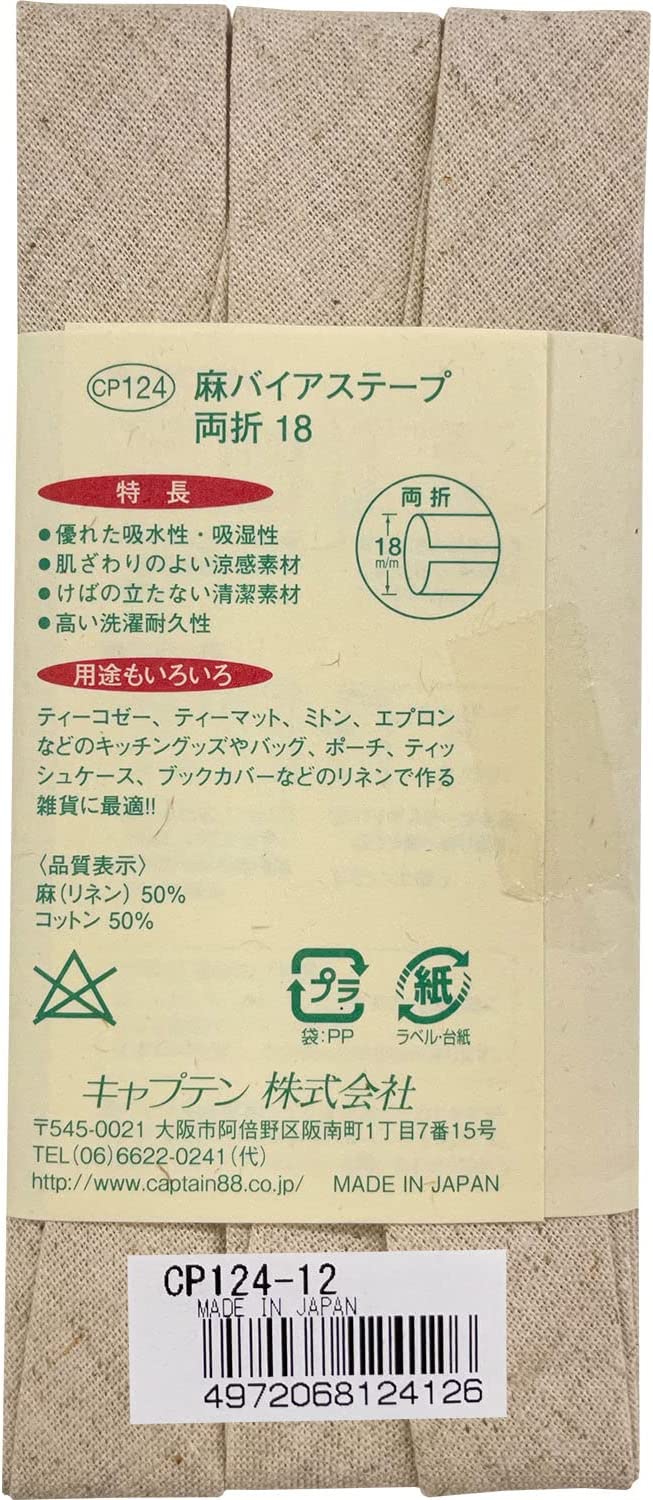 CP124 麻バイアステープ
両折 18
特長
●優れた吸水性・吸湿性
●肌ざわりのよい涼感素材
●けばの立たない清潔素材
●高い洗濯耐久性
両折
18
m/m
用途もいろいろ
ティーコゼー、ティーマット、ミトン、エプロン
などのキッチングッズやバッグ、ポーチ、ティッ
シュケース、ブックカバーなどのリネンで作る
雑貨に最適!!
〈品質表示〉
麻(リネン) 50%
コットン 50%
プラ
袋:PP
紙
ラベル・台紙
キャプテン 株式会社
〒545-0021 大阪市阿倍野区阪南町1丁目7番15号
TEL(06)6622-0241(代)
http://www.captain88.co.jp/ MADE IN JAPAN
CP124-12
MADE IN JAPAN
4972068124126